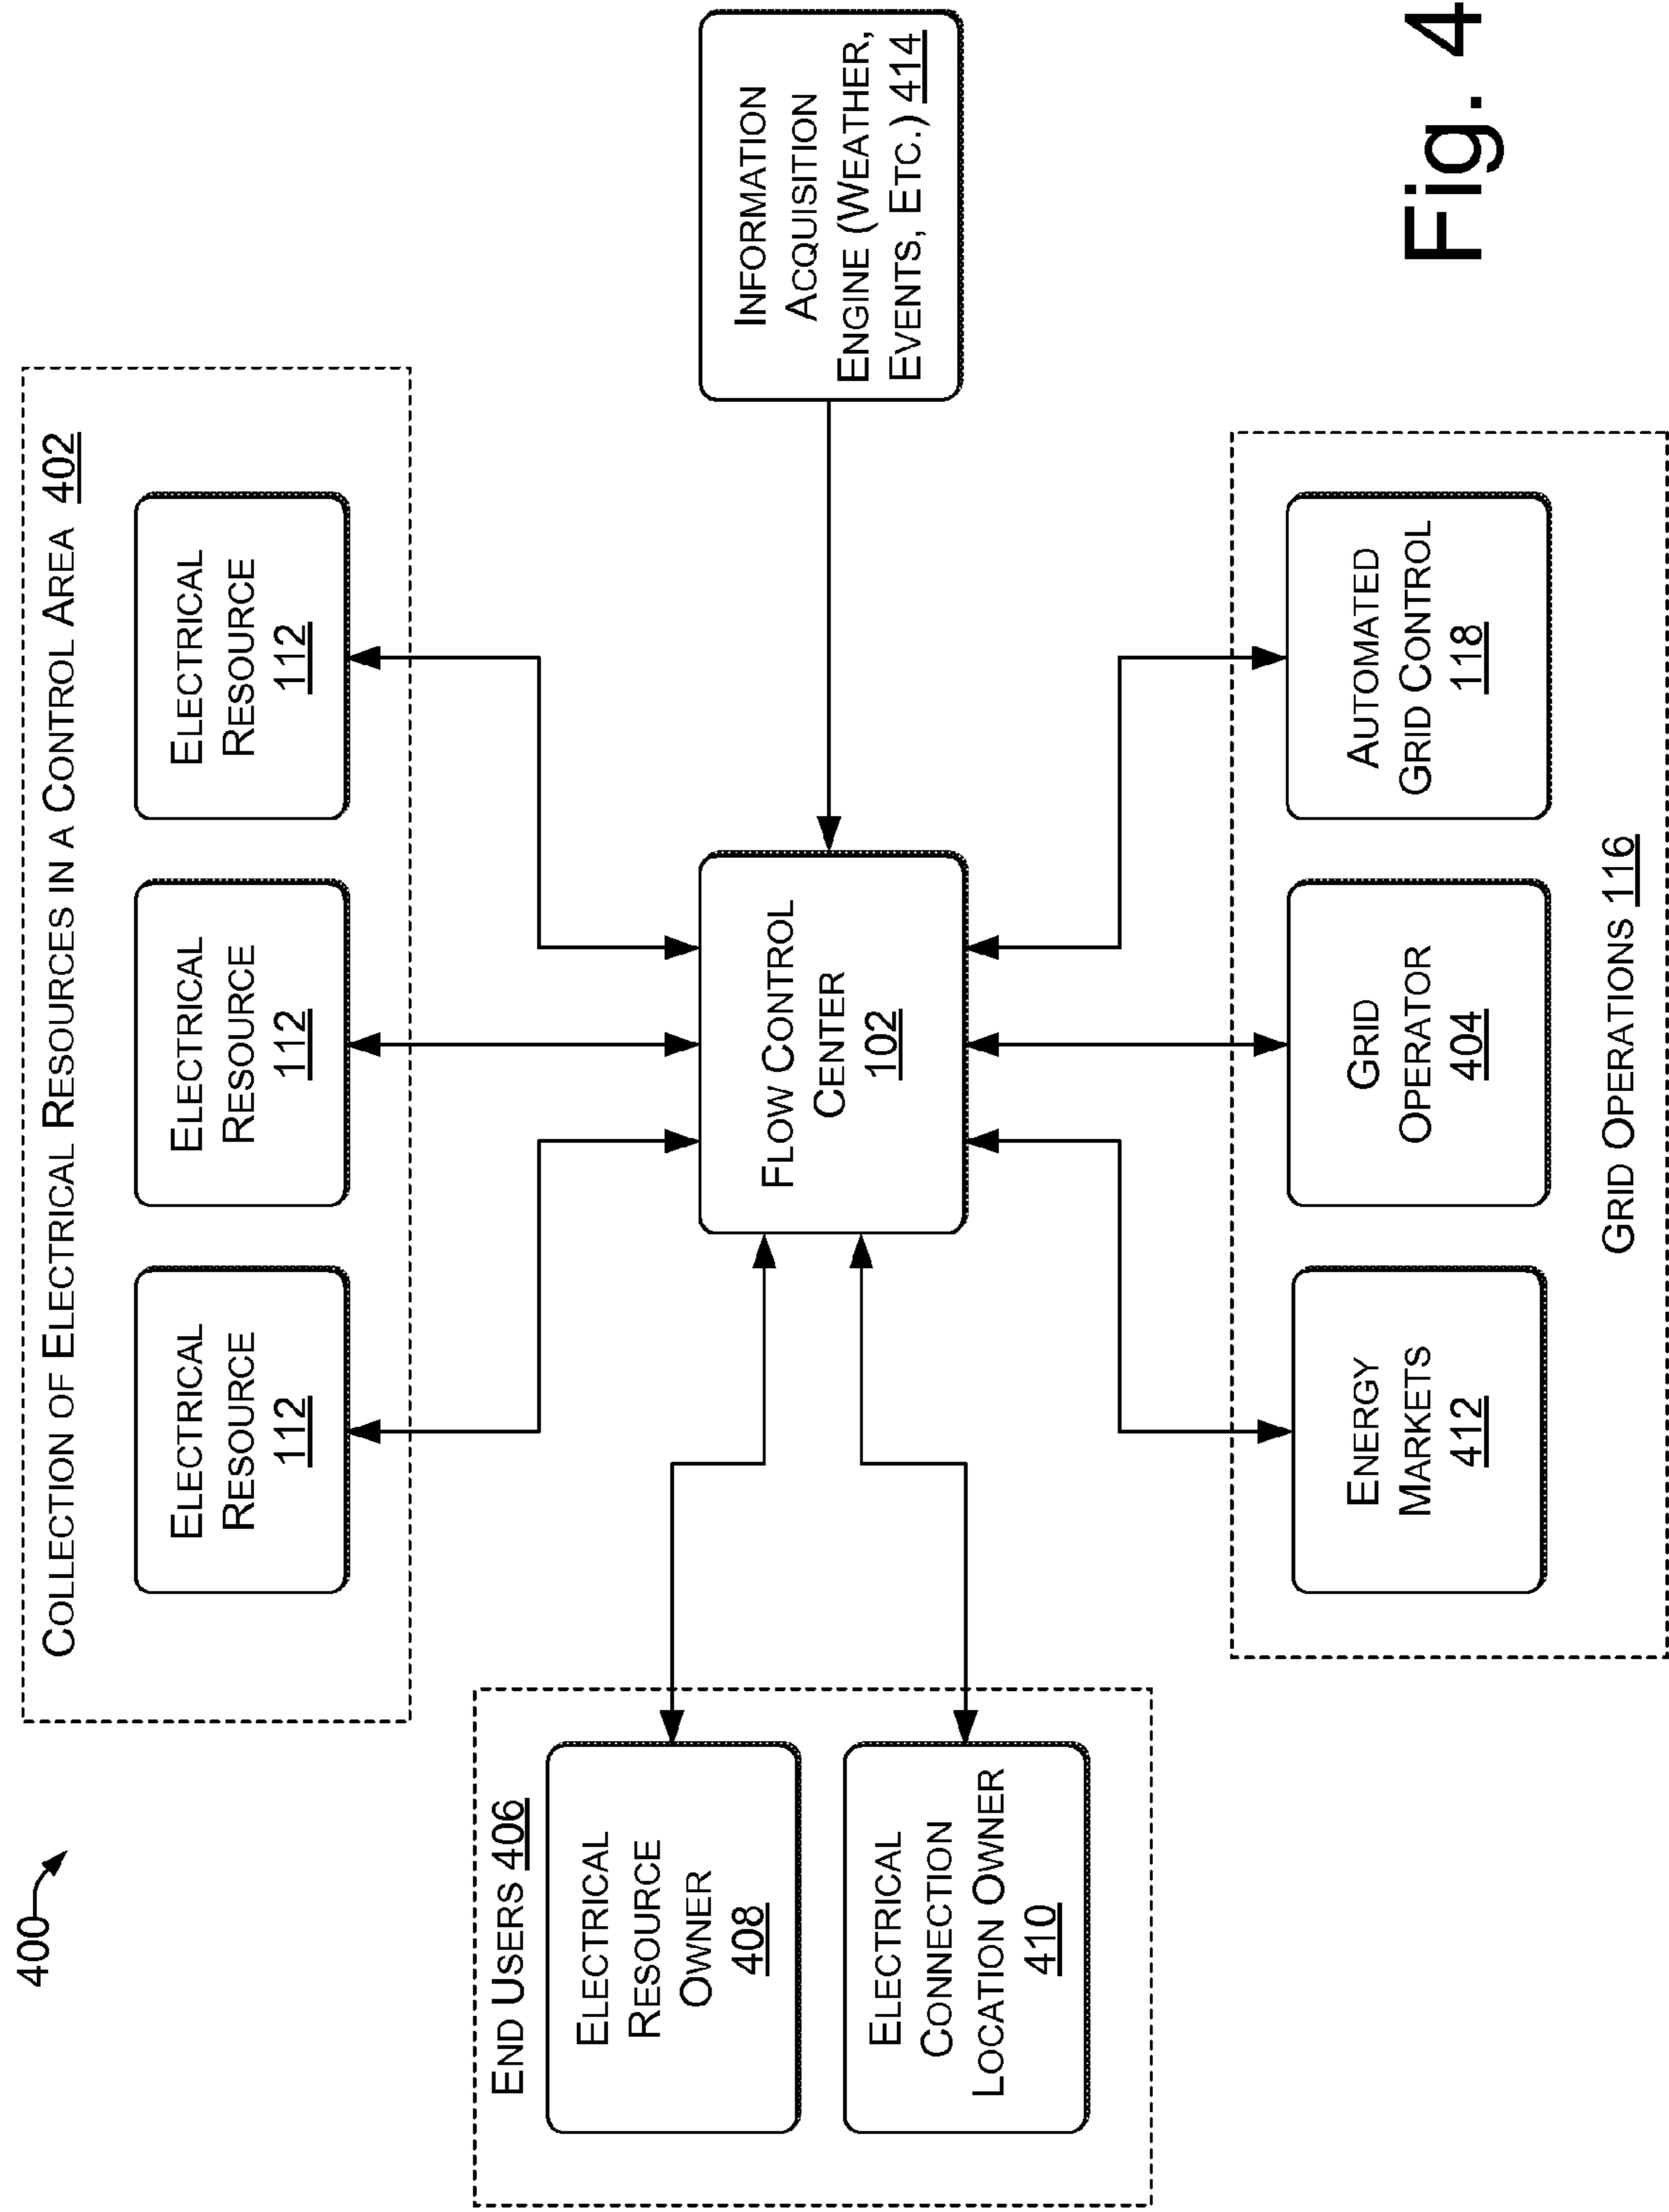 400
COLLECTION OF ELECTRICAL RESOURCES IN A CONTROL AREA 402
ELECTRICAL
RESOURCE
112
ELECTRICAL
RESOURCE
112
ELECTRICAL
RESOURCE
112
END USERS 406
ELECTRICAL
RESOURCE
OWNER
408
ELECTRICAL
CONNECTION
LOCATION OWNER
410
FLOW CONTROL
CENTER
102
INFORMATION
ACQUISITION
ENGINE (WEATHER,
EVENTS, ETC.) 414
ENERGY
MARKETS
412
GRID
OPERATOR
404
AUTOMATED
GRID CONTROL
118
GRID OPERATIONS 116
Fig. 4